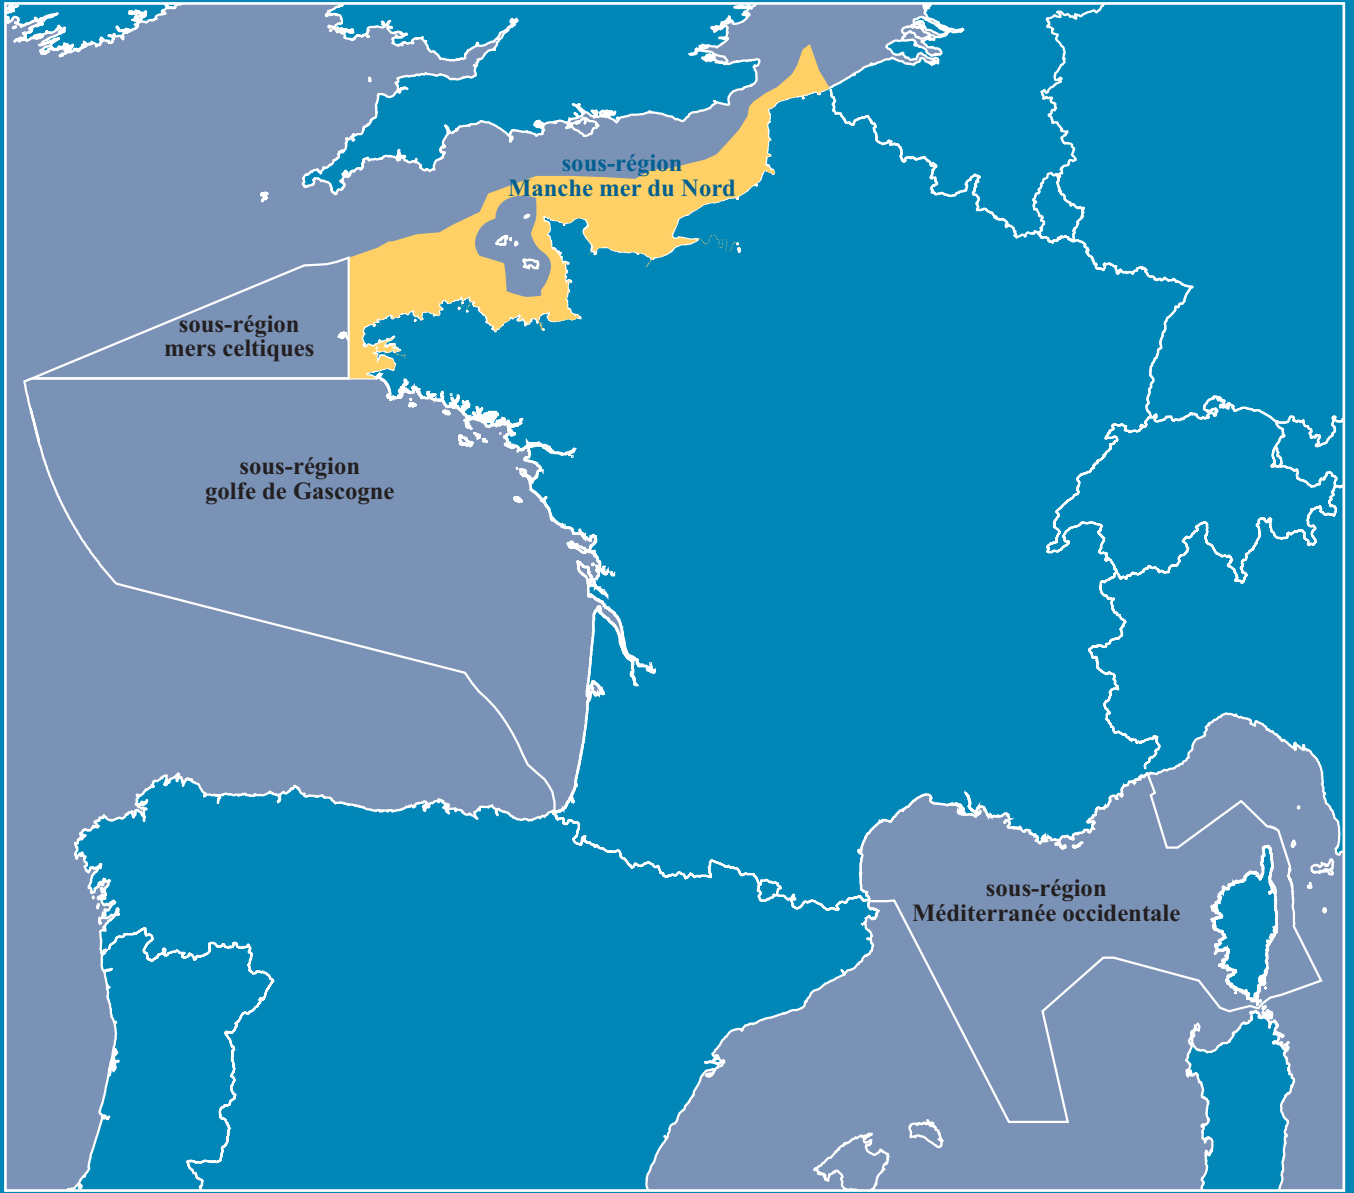 sous-région
Manche mer du Nord
sous-région
mers celtiques
sous-région
golfe de Gascogne
sous-région
Méditerranée occidentale